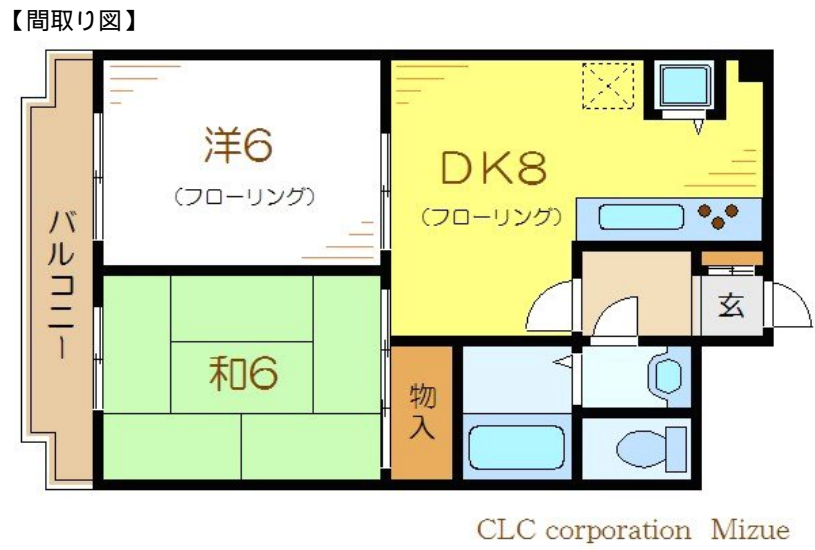 【間取り図】
洋6
（フローリング）
DK8
（フローリング）
バルコニー
玄
和6
物入
CLC corporation Mizue